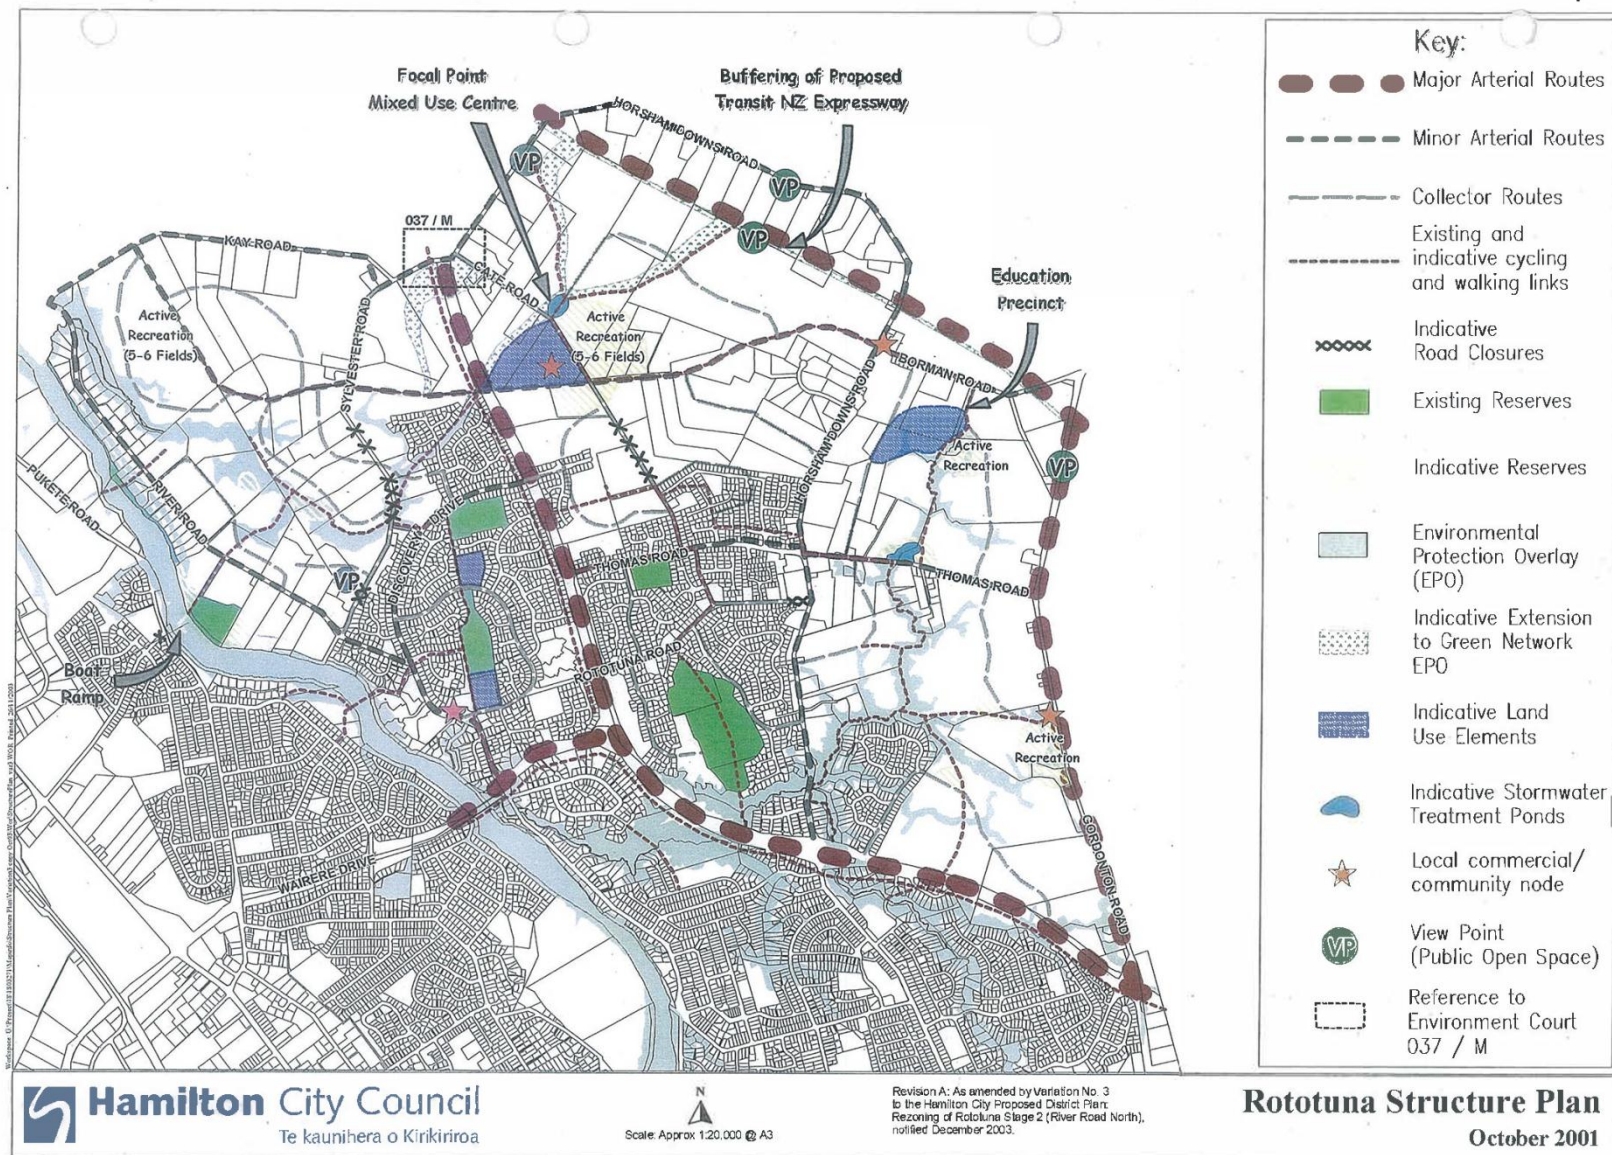 Focal Point
Mixed Use Centre
Buffering of Proposed
Transit NZ Expressway
HORSHAM DOWNS ROAD
VP
VP
VP
037 / M
KAY ROAD
CATE ROAD
Education
Precinct
Active
Recreation
(5-6 Fields)
SYLVESTER ROAD
Active
Recreation
(5-6 Fields)
BORMAN ROAD
HORSHAM DOWNS ROAD
Active
Recreation
VP
PUKETE ROAD
RIVER ROAD
DISCOVERY DRIVE
THOMAS ROAD
THOMAS ROAD
VP
ROTOTUNA ROAD
Boat
Ramp
Active
Recreation
GORDONTON ROAD
WAIRERE DRIVE
Key:
Major Arterial Routes
Minor Arterial Routes
Collector Routes
Existing and
indicative cycling
and walking links
Indicative
Road Closures
Existing Reserves
Indicative Reserves
Environmental
Protection Overlay
(EPO)
Indicative Extension
to Green Network
EPO
Indicative Land
Use Elements
Indicative Stormwater
Treatment Ponds
Local commercial/
community node
VP
View Point
(Public Open Space)
Reference to
Environment Court
037 / M
Hamilton City Council
Te kaunihera o Kirikiriroa
N
Scale: Approx 1:20,000 @ A3
Revision A: As amended by Variation No. 3
to the Hamilton City Proposed District Plan:
Rezoning of Rototuna Stage 2 (River Road North),
notified December 2003.
Rototuna Structure Plan
October 2001